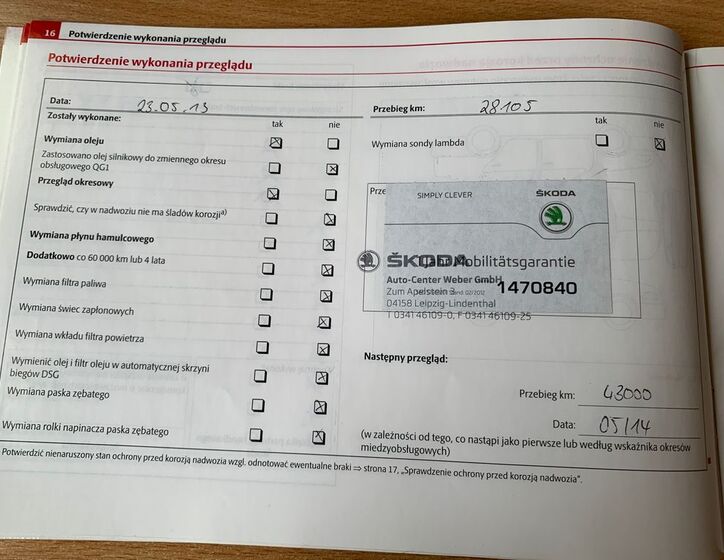 16 Potwierdzenie wykonania przeglądu
Potwierdzenie wykonania przeglądu
Data: 23.05.13
Przebieg km: 28105
Zostały wykonane:
tak nie
tak nie
Wymiana oleju
Wymiana sondy lambda
Zastosowano olej silnikowy do zmiennego okresu
obsługowego QG1
Przegląd okresowy
Prze
SIMPLY CLEVER
ŠKODA
Sprawdzić, czy w nadwoziu nie ma śladów korozji a)
Wymiana płynu hamulcowego
Dodatkowo co 60 000 km lub 4 lata
Wymiana filtra paliwa
Wymiana świec zapłonowych
Wymiana wkładu filtra powietrza
Wymienić olej i filtr oleju w automatycznej skrzyni
biegów DSG
Wymiana paska zębatego
Wymiana rolki napinacza paska zębatego
ŠKODA
Mobilitätsgarantie
Auto-Center Weber GmbH
1470840
Zum Apelstein 3
02/2012
04158 Leipzig-Lindenthal
T 0341 46109-0, F 0341 46109-25
Następny przegląd:
Przebieg km: 43000
Data: 05/14
(w zależności od tego, co nastąpi jako pierwsze lub według wskaźnika okresów
międzyobsługowych)
Potwierdzić nienaruszony stan ochrony przed korozją nadwozia wzgl. odnotować ewentualne braki ⇒ strona 17, „Sprawdzenie ochrony przed korozją nadwozia”.